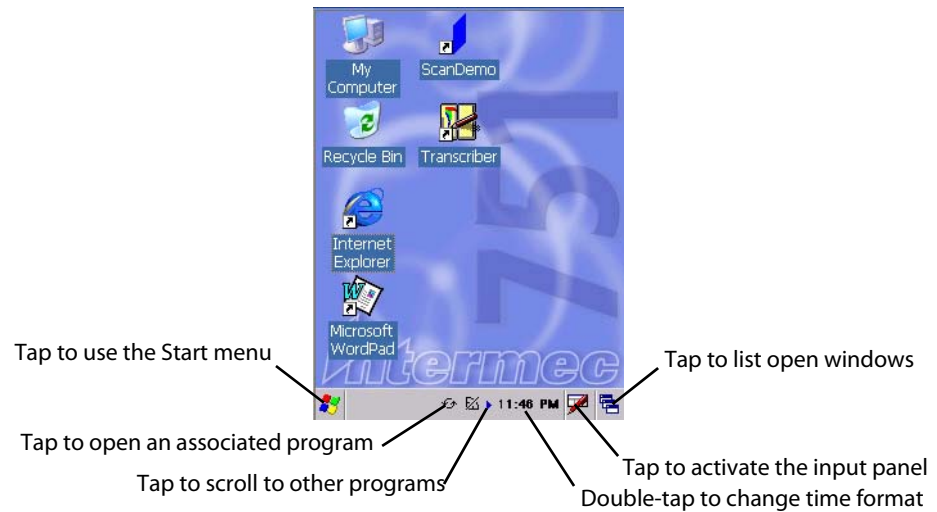 My
Computer
ScanDemo
Recycle Bin
Transcriber
Internet
Explorer
Microsoft
WordPad
751
Intermec
11:46 PM
Tap to use the Start menu
Tap to list open windows
Tap to open an associated program
Tap to scroll to other programs
Tap to activate the input panel
Double-tap to change time format